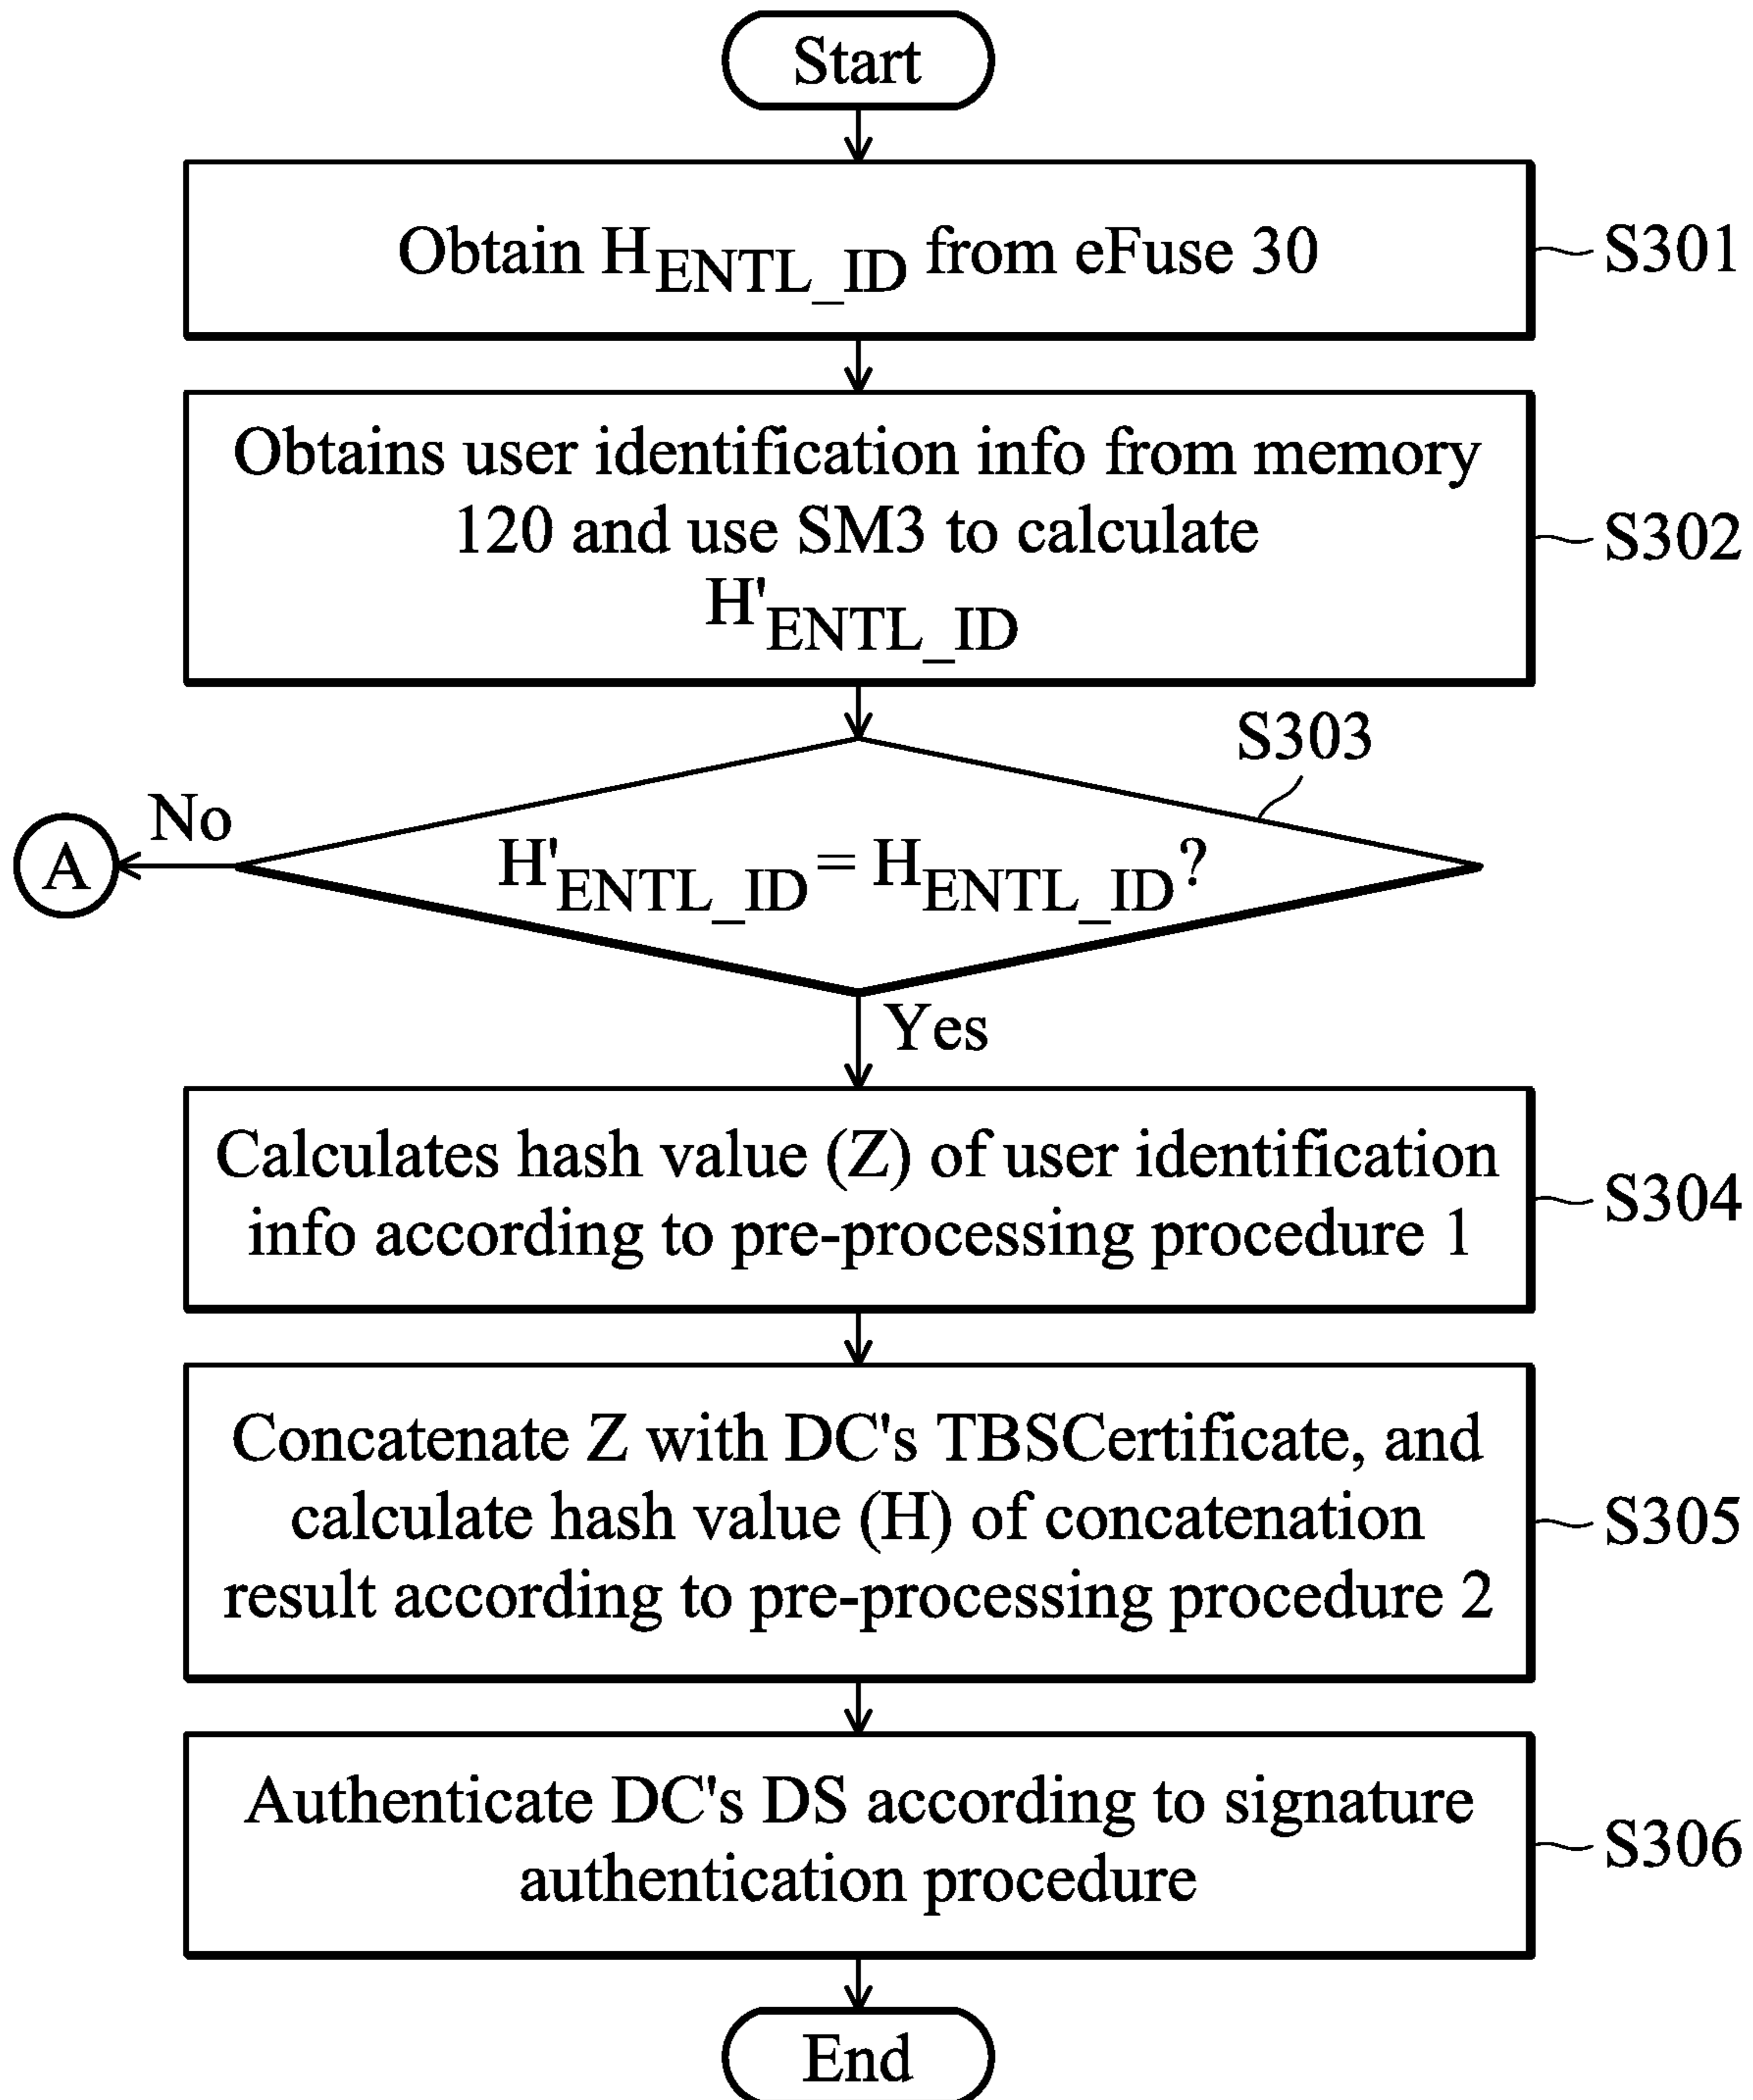 Start
Obtain HENTL_ID from eFuse 30
S301
Obtains user identification info from memory
120 and use SM3 to calculate
H'ENTL_ID
S302
S303
No
A
H'ENTL_ID = HENTL_ID?
Yes
Calculates hash value (Z) of user identification
info according to pre-processing procedure 1
S304
Concatenate Z with DC's TBSCertificate, and
calculate hash value (H) of concatenation
result according to pre-processing procedure 2
S305
Authenticate DC's DS according to signature
authentication procedure
S306
End